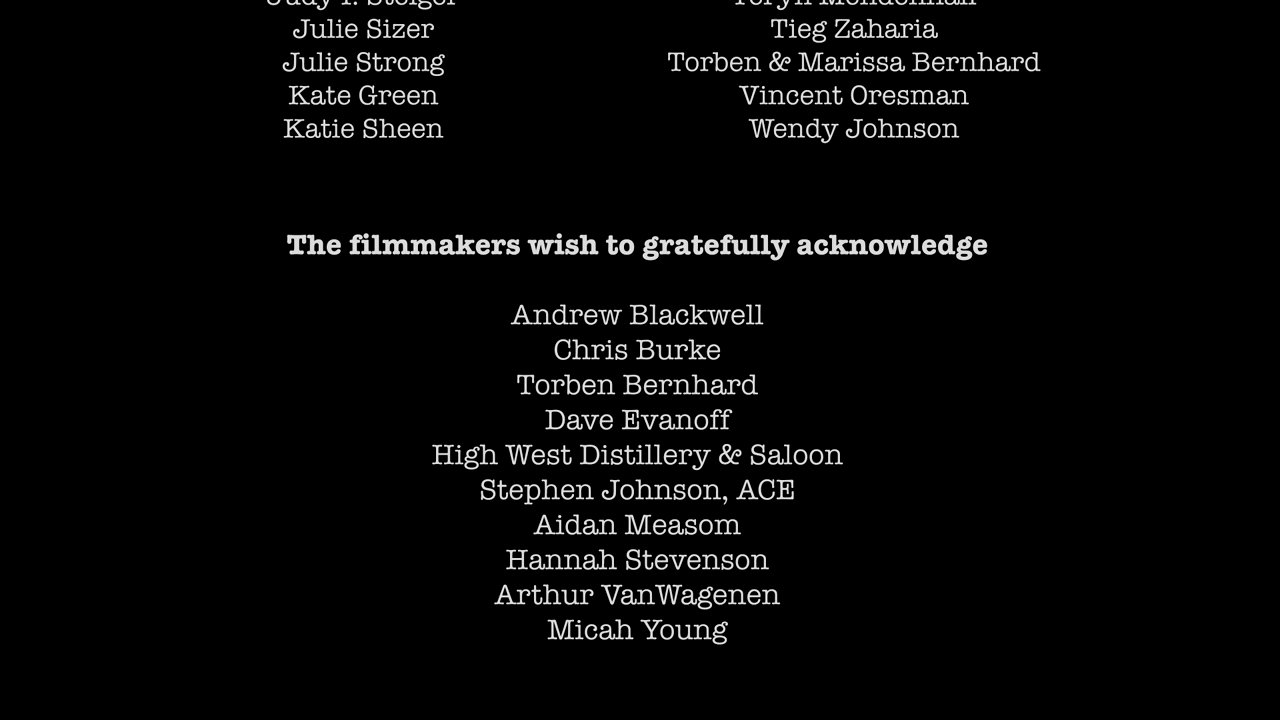 Julie Sizer
Julie Strong
Kate Green
Katie Sheen
Tieg Zaharia
Torben & Marissa Bernhard
Vincent Oresman
Wendy Johnson
The filmmakers wish to gratefully acknowledge
Andrew Blackwell
Chris Burke
Torben Bernhard
Dave Evanoff
High West Distillery & Saloon
Stephen Johnson, ACE
Aidan Measom
Hannah Stevenson
Arthur VanWagenen
Micah Young